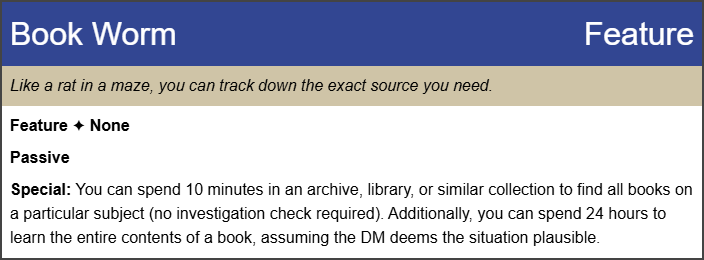 Book Worm Feature
Like a rat in a maze, you can track down the exact source you need.
Feature ✦ None
Passive
Special: You can spend 10 minutes in an archive, library, or similar collection to find all books on
a particular subject (no investigation check required). Additionally, you can spend 24 hours to
learn the entire contents of a book, assuming the DM deems the situation plausible.